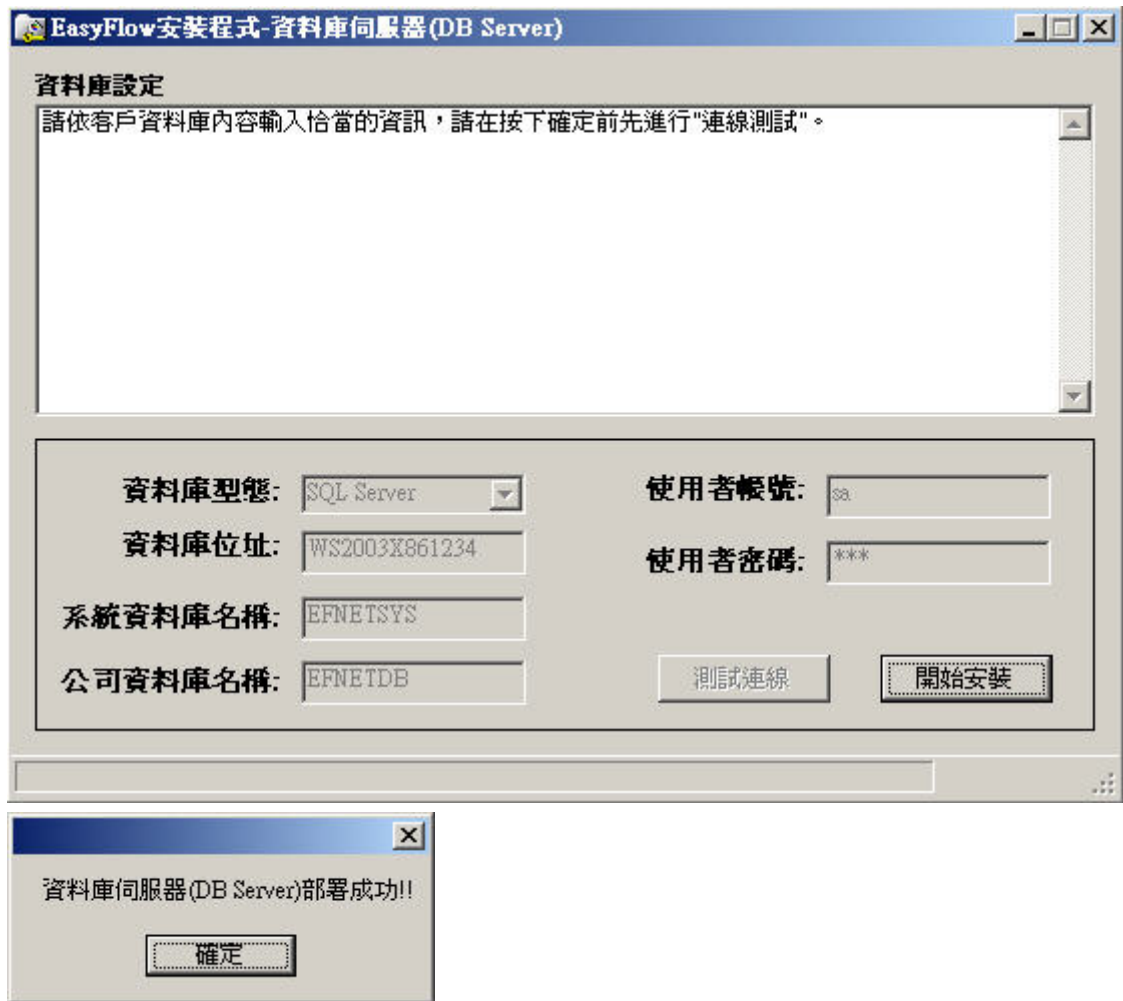 EasyFlow安裝程式-資料庫伺服器(DB Server)
資料庫設定
請依客戶資料庫內容輸入恰當的資訊，請在按下確定前先進行"連線測試"。
資料庫型態: SQL Server
使用者帳號: sa
資料庫位址: WS2003X861234
使用者密碼: ***
系統資料庫名稱: EFNETSYS
公司資料庫名稱: EFNETDB
測試連線 開始安裝
資料庫伺服器(DB Server)部署成功!!
確定